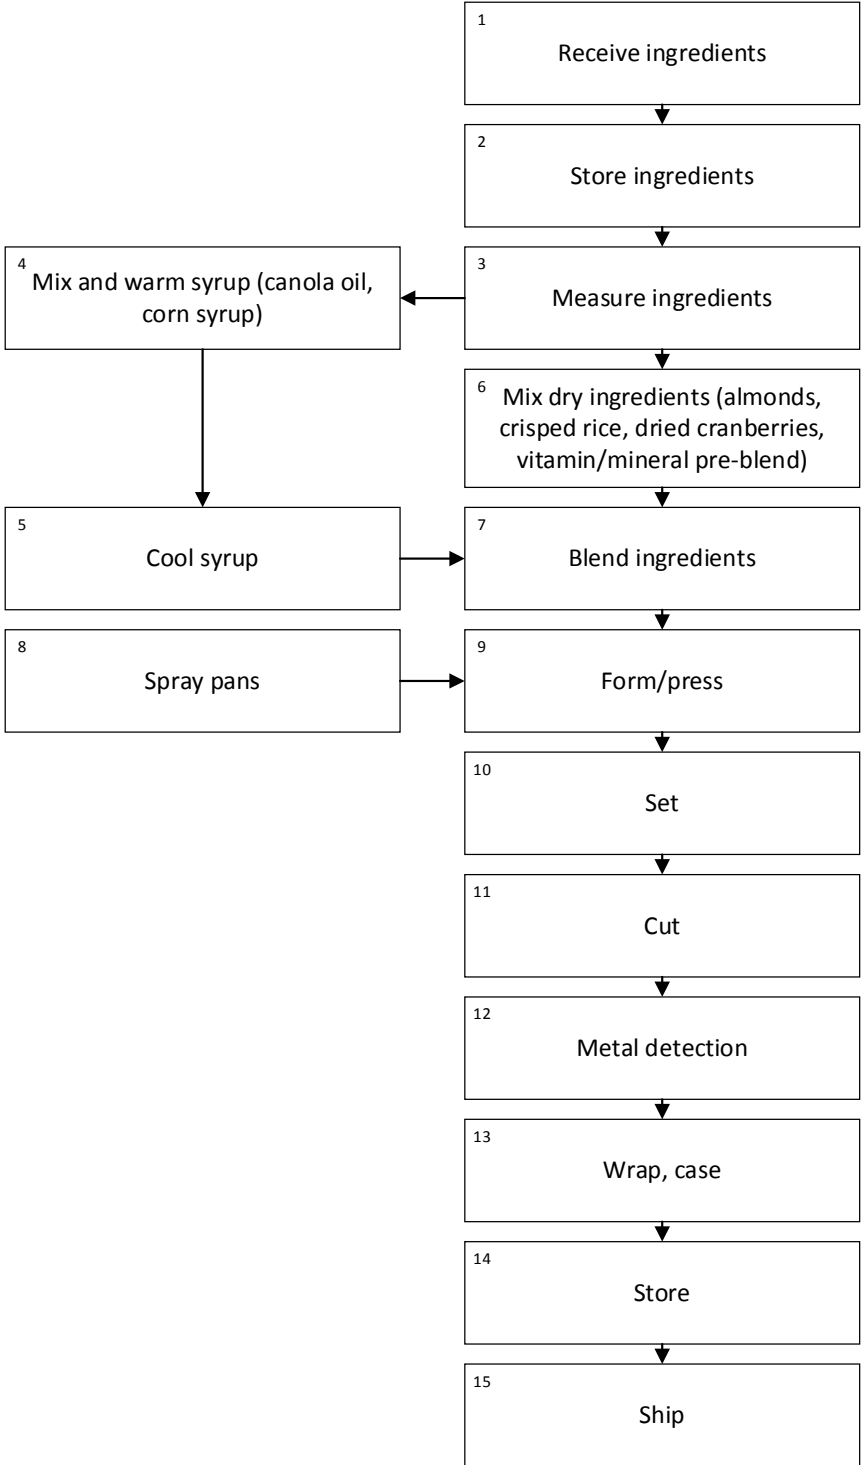 1
Receive ingredients
2
Store ingredients
3
Measure ingredients
4
Mix and warm syrup (canola oil,
corn syrup)
5
Cool syrup
6
Mix dry ingredients (almonds,
crisped rice, dried cranberries,
vitamin/mineral pre-blend)
7
Blend ingredients
8
Spray pans
9
Form/press
10
Set
11
Cut
12
Metal detection
13
Wrap, case
14
Store
15
Ship